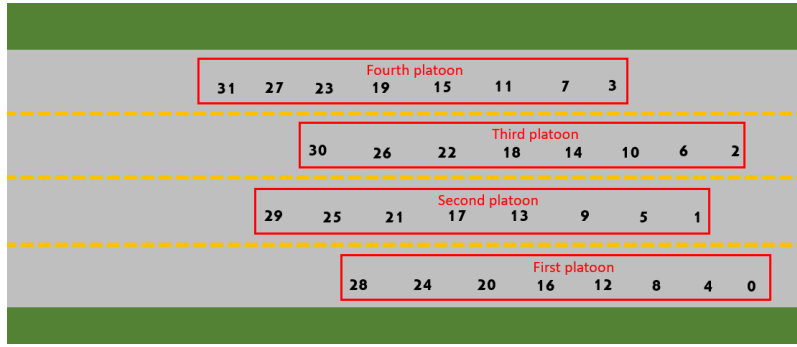 Fourth platoon
31 27 23 19 15 11 7 3
Third platoon
30 26 22 18 14 10 6 2
Second platoon
29 25 21 17 13 9 5 1
First platoon
28 24 20 16 12 8 4 0